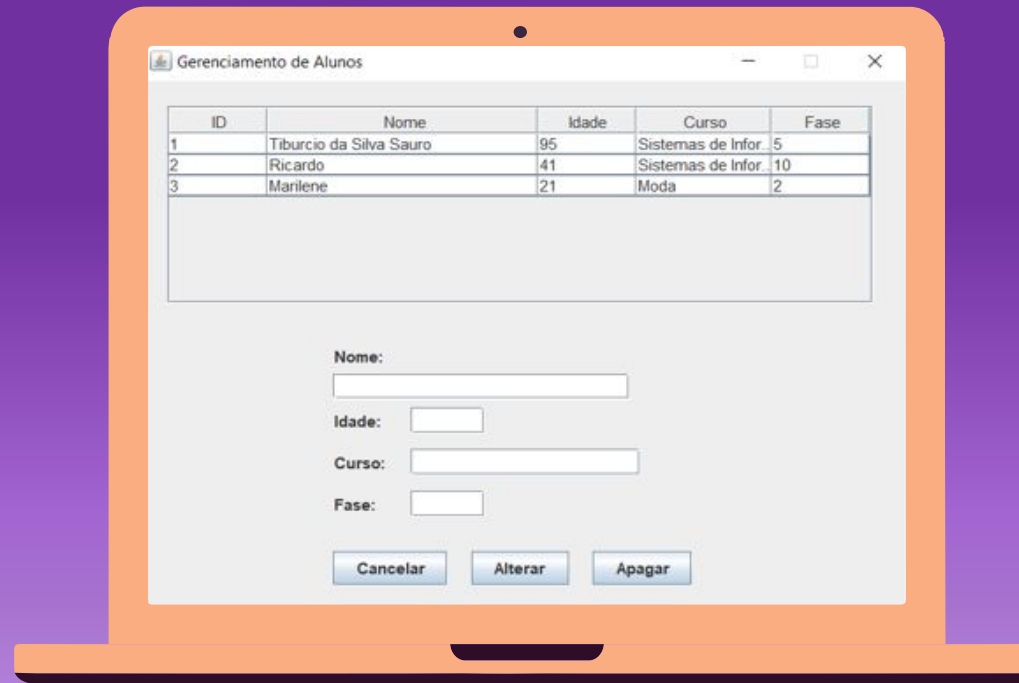 Gerenciamento de Alunos
ID Nome Idade Curso Fase
1 Tiburcio da Silva Sauro 95 Sistemas de Infor... 5
2 Ricardo 41 Sistemas de Infor... 10
3 Marilene 21 Moda 2
Nome:
Idade:
Curso:
Fase:
Cancelar Alterar Apagar